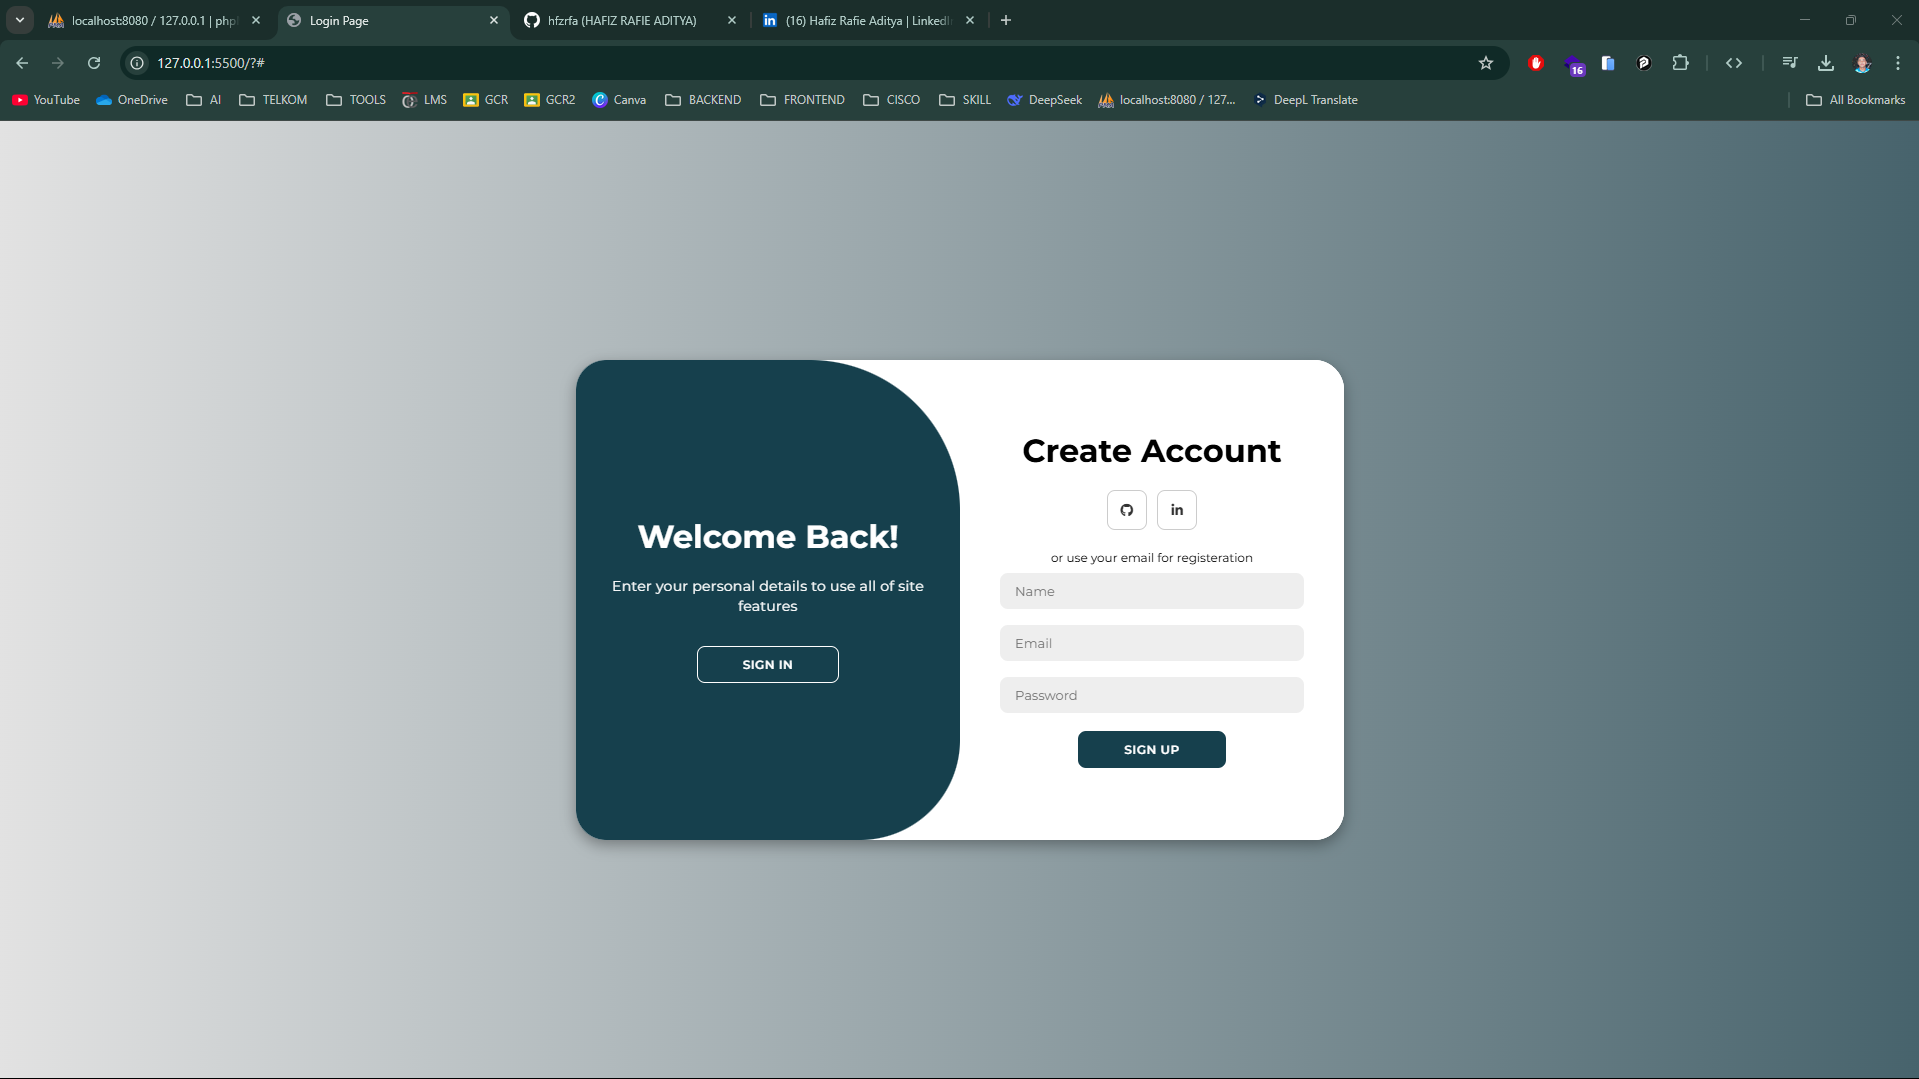 localhost:8080 / 127.0.0.1 | php
Login Page
hfzrfa (HAFIZ RAFIE ADITYA)
(16) Hafiz Rafie Aditya | LinkedIn
127.0.0.1:5500/?#
16
YouTube
OneDrive
AI
TELKOM
TOOLS
LMS
GCR
GCR2
Canva
BACKEND
FRONTEND
CISCO
SKILL
DeepSeek
localhost:8080 / 127...
DeepL Translate
All Bookmarks
Welcome Back!
Enter your personal details to use all of site
features
SIGN IN
Create Account
in
or use your email for registeration
Name
Email
Password
SIGN UP